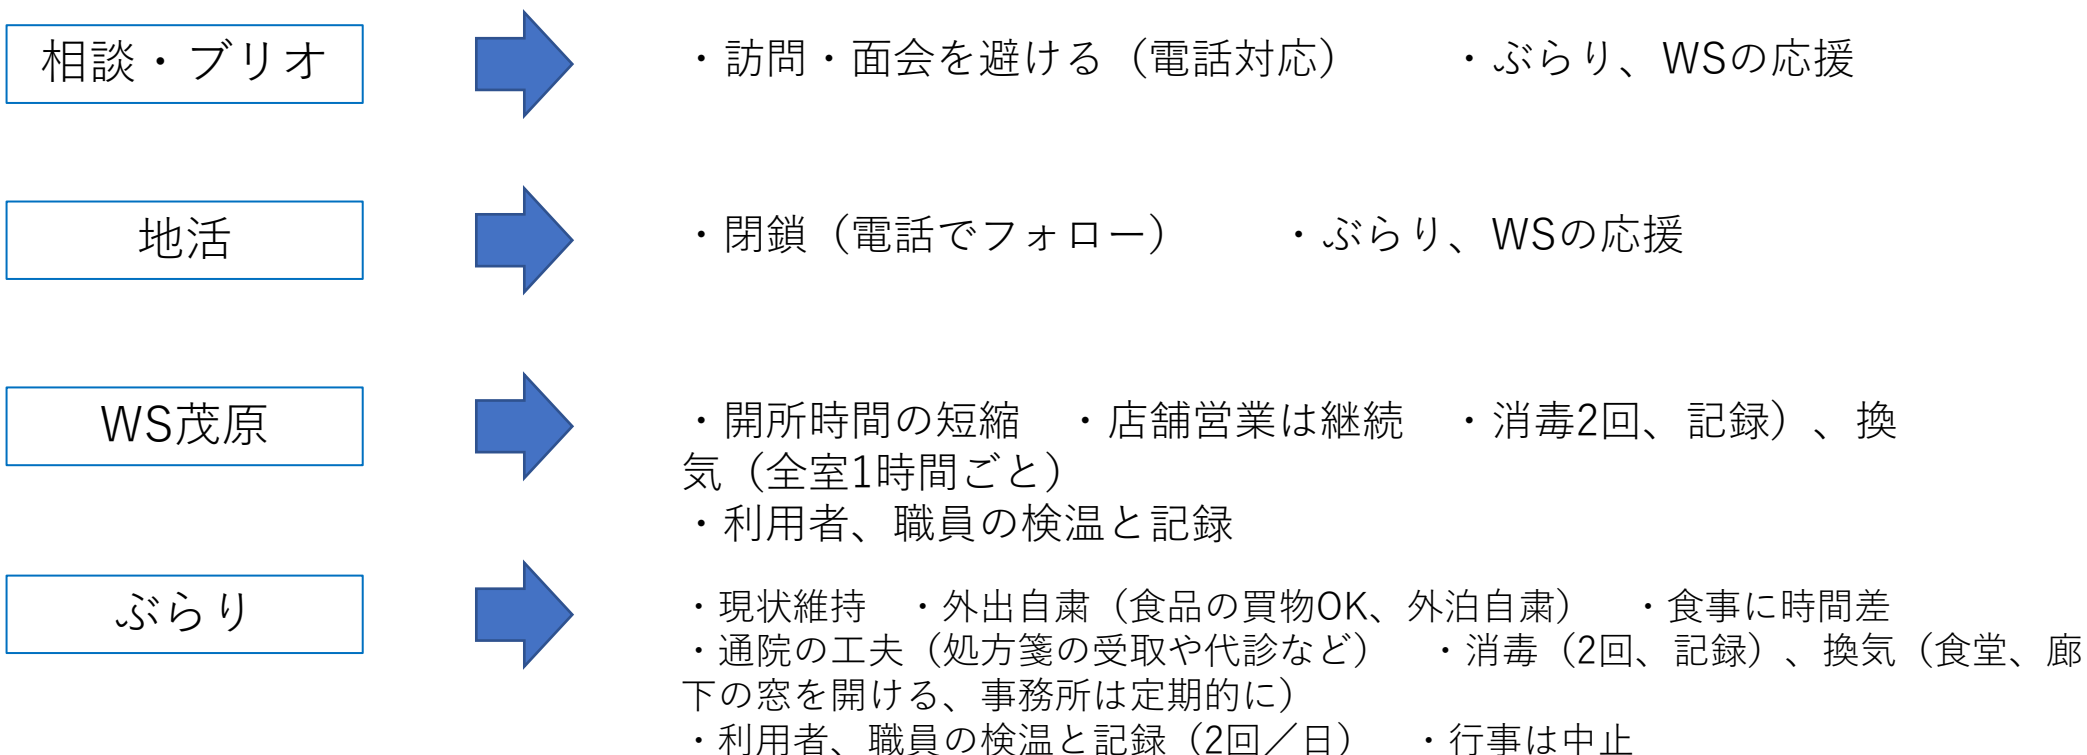 相談・ブリオ
・訪問・面会を避ける（電話対応）　　・ぶらり、WSの応援
地活
・閉鎖（電話でフォロー）　　・ぶらり、WSの応援
WS茂原
・開所時間の短縮　・店舗営業は継続　・消毒2回、記録）、換
気（全室1時間ごと）
・利用者、職員の検温と記録
ぶらり
・現状維持　・外出自粛（食品の買物OK、外泊自粛）　・食事に時間差
・通院の工夫（処方箋の受取や代診など）　・消毒（2回、記録）、換気（食堂、廊
下の窓を開ける、事務所は定期的に）
・利用者、職員の検温と記録（2回／日）　・行事は中止